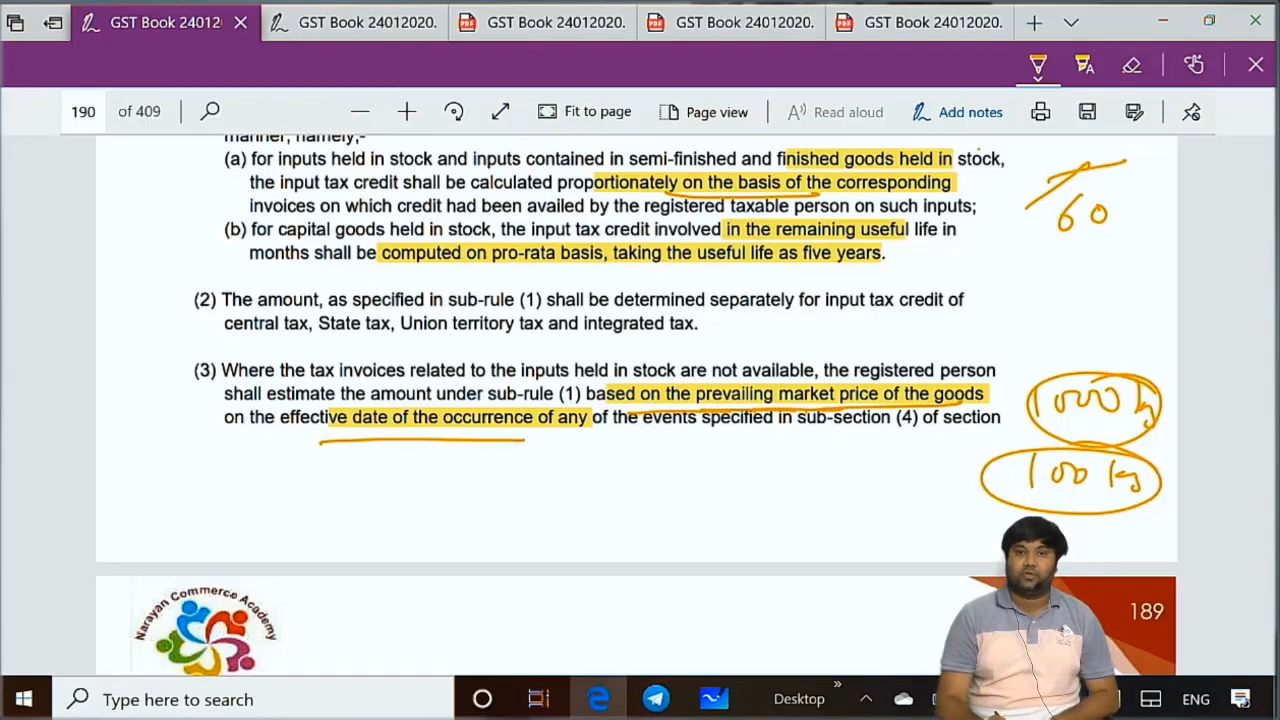 GST Book 24012
GST Book 24012020.
GST Book 24012020.
GST Book 24012020.
GST Book 24012020.
190 of 409
Fit to page
Page view
Read aloud
Add notes
manner, namely,-
(a) for inputs held in stock and inputs contained in semi-finished and finished goods held in stock,
the input tax credit shall be calculated proportionately on the basis of the corresponding
invoices on which credit had been availed by the registered taxable person on such inputs;
(b) for capital goods held in stock, the input tax credit involved in the remaining useful life in
months shall be computed on pro-rata basis, taking the useful life as five years.
60
(2) The amount, as specified in sub-rule (1) shall be determined separately for input tax credit of
central tax, State tax, Union territory tax and integrated tax.
(3) Where the tax invoices related to the inputs held in stock are not available, the registered person
shall estimate the amount under sub-rule (1) based on the prevailing market price of the goods
on the effective date of the occurrence of any of the events specified in sub-section (4) of section
1000 kg
100 kg
Narayan Commerce Academy
189
Type here to search
Desktop
ENG